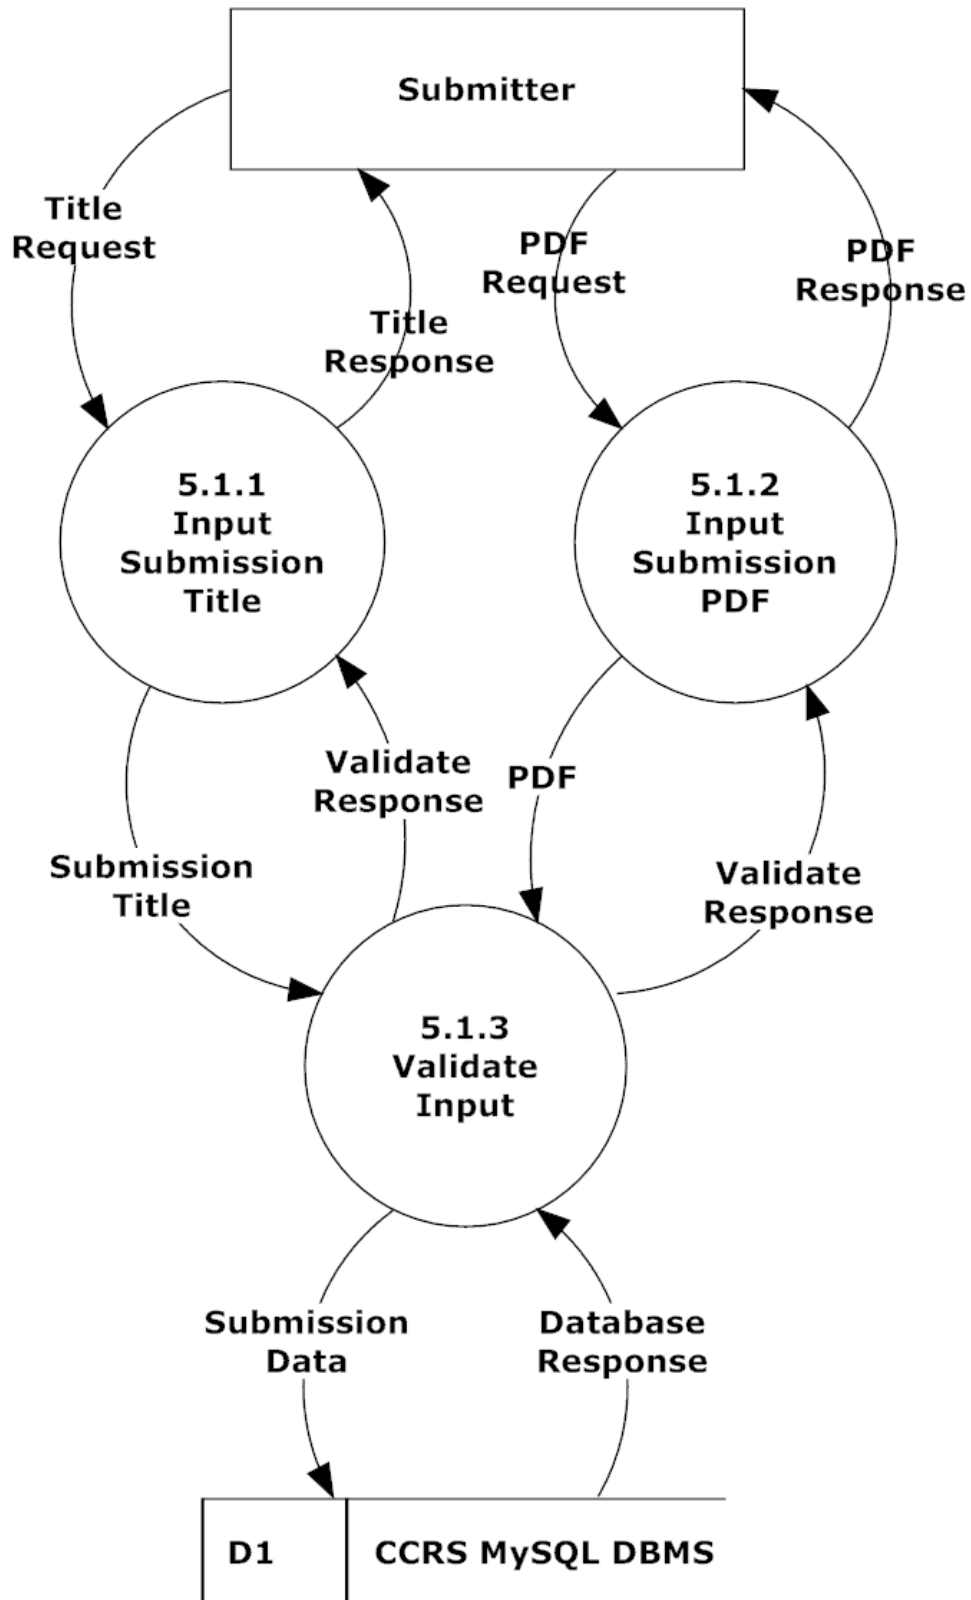 Submitter
Title
Request
PDF
Request
PDF
Response
Title
Response
5.1.1
Input
Submission
Title
5.1.2
Input
Submission
PDF
Validate
Response
PDF
Submission
Title
Validate
Response
5.1.3
Validate
Input
Submission
Data
Database
Response
D1
CCRS MySQL DBMS